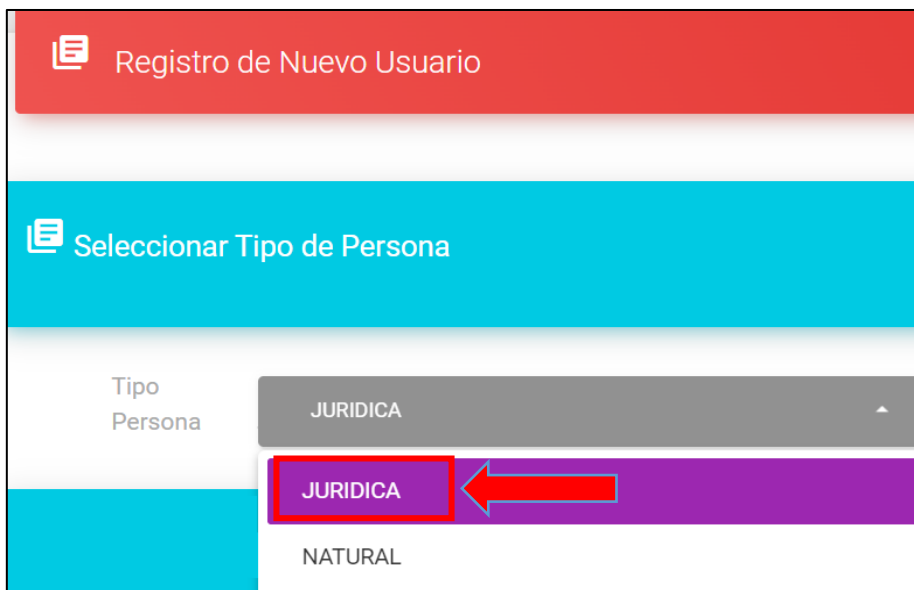 Registro de Nuevo Usuario
Seleccionar Tipo de Persona
Tipo
Persona
JURIDICA
JURIDICA
NATURAL